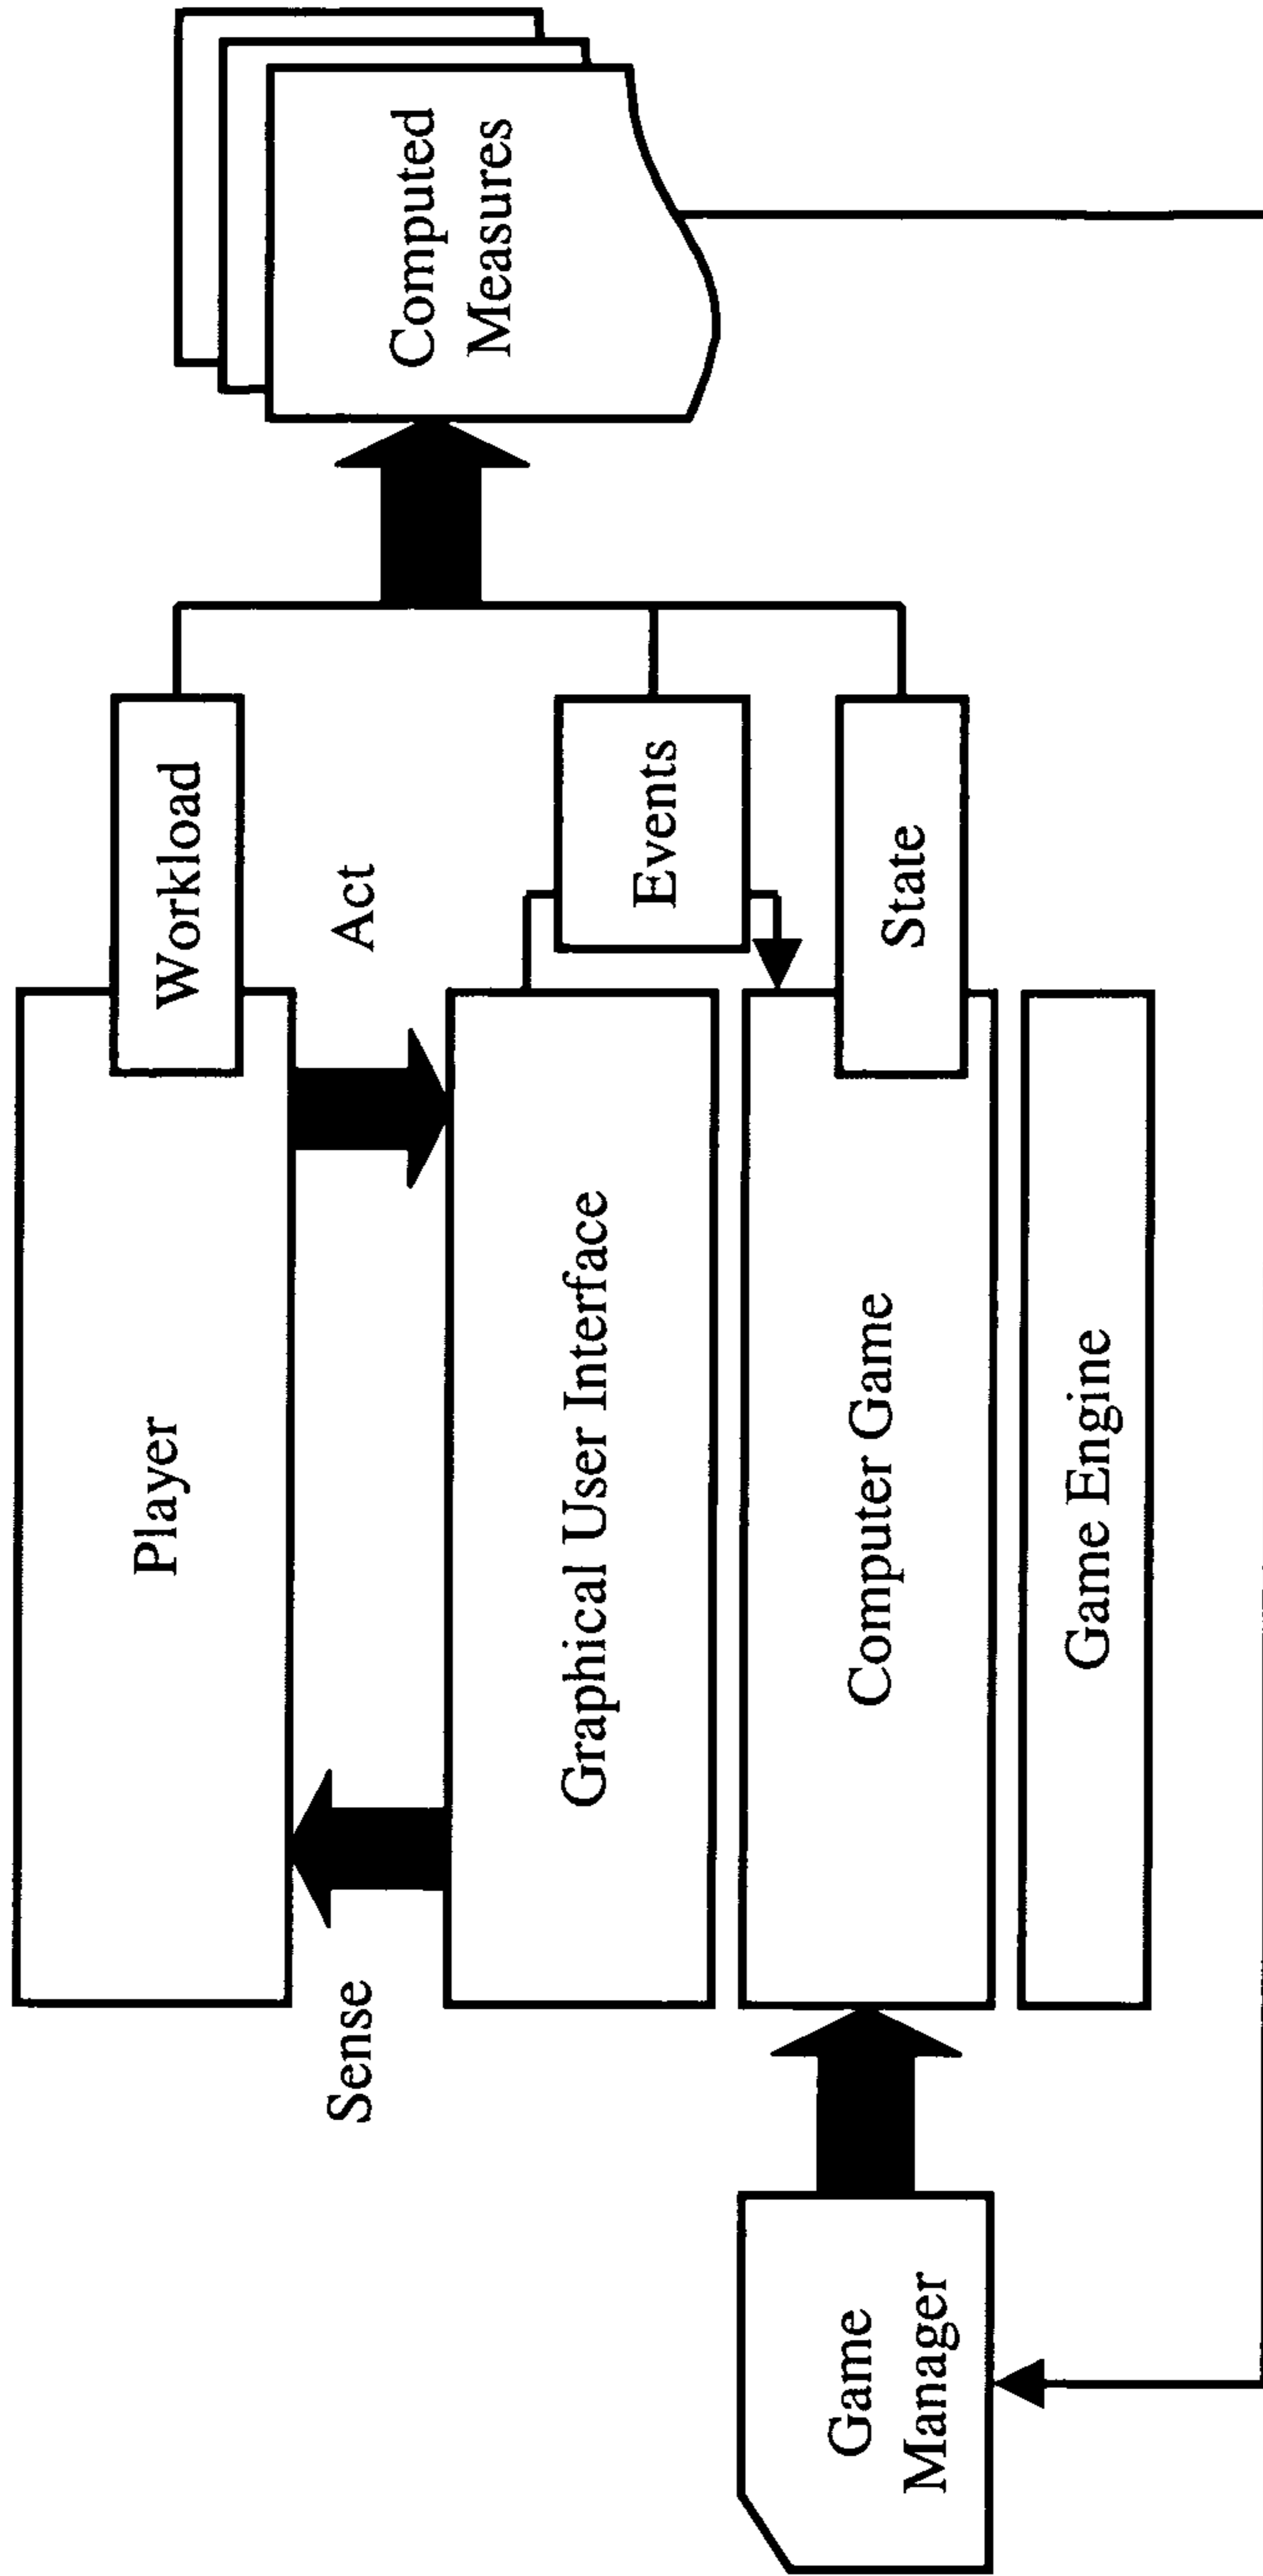 Player
Workload
Sense
Act
Graphical User Interface
Events
Computed
Measures
Game
Manager
Computer Game
State
Game Engine